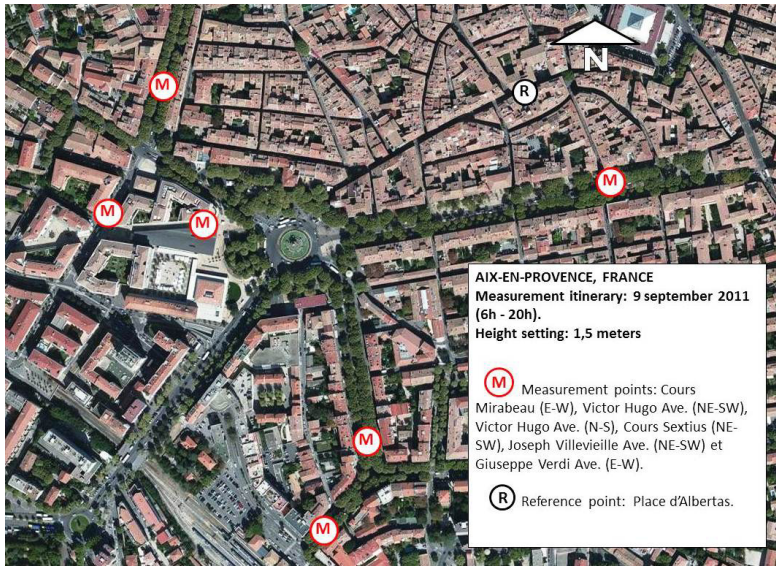 N
M
R
M
M
M
M
M
AIX-EN-PROVENCE, FRANCE
Measurement itinerary: 9 september 2011
(6h - 20h).
Height setting: 1,5 meters
M Measurement points: Cours
Mirabeau (E-W), Victor Hugo Ave. (NE-SW),
Victor Hugo Ave. (N-S), Cours Sextius (NE-
SW), Joseph Villevieille Ave. (NE-SW) et
Giuseppe Verdi Ave. (E-W).
R Reference point: Place d'Albertas.